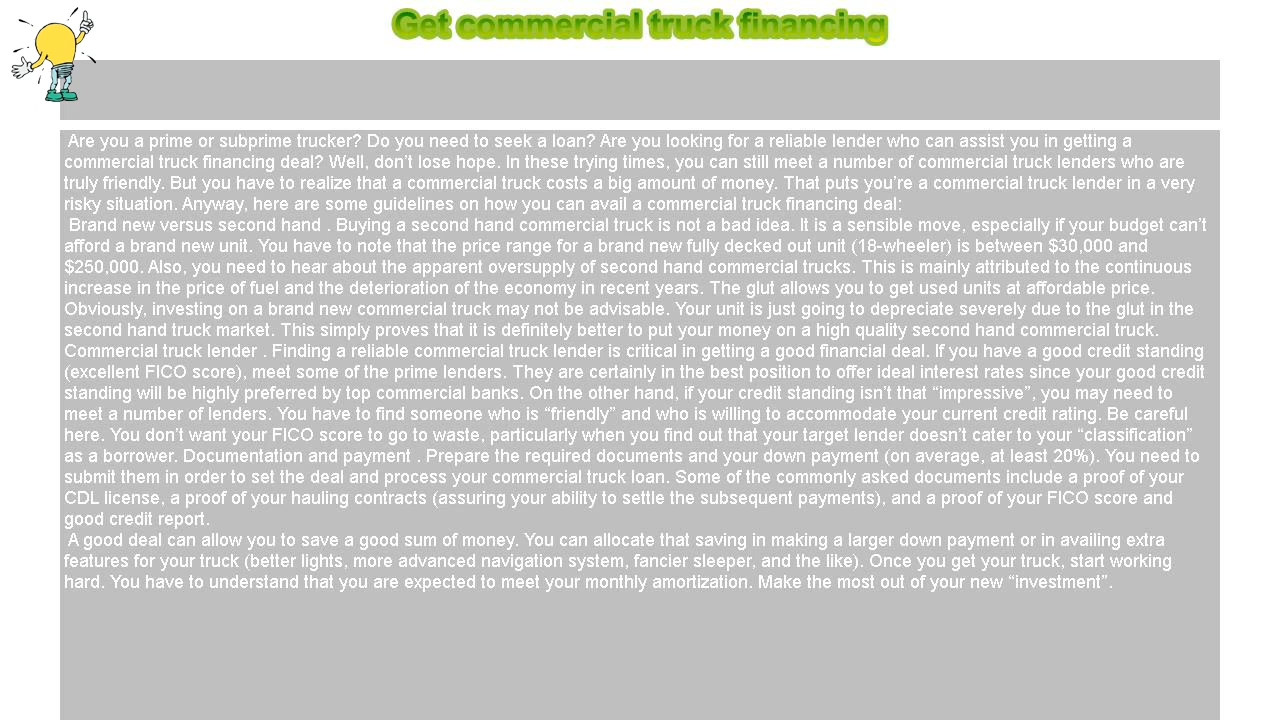 Get commercial truck financing
Are you a prime or subprime trucker? Do you need to seek a loan? Are you looking for a reliable lender who can assist you in getting a
commercial truck financing deal? Well, don’t lose hope. In these trying times, you can still meet a number of commercial truck lenders who are
truly friendly. But you have to realize that a commercial truck costs a big amount of money. That puts you’re a commercial truck lender in a very
risky situation. Anyway, here are some guidelines on how you can avail a commercial truck financing deal:
Brand new versus second hand . Buying a second hand commercial truck is not a bad idea. It is a sensible move, especially if your budget can’t
afford a brand new unit. You have to note that the price range for a brand new fully decked out unit (18-wheeler) is between $30,000 and
$250,000. Also, you need to hear about the apparent oversupply of second hand commercial trucks. This is mainly attributed to the continuous
increase in the price of fuel and the deterioration of the economy in recent years. The glut allows you to get used units at affordable price.
Obviously, investing on a brand new commercial truck may not be advisable. Your unit is just going to depreciate severely due to the glut in the
second hand truck market. This simply proves that it is definitely better to put your money on a high quality second hand commercial truck.
Commercial truck lender . Finding a reliable commercial truck lender is critical in getting a good financial deal. If you have a good credit standing
(excellent FICO score), meet some of the prime lenders. They are certainly in the best position to offer ideal interest rates since your good credit
standing will be highly preferred by top commercial banks. On the other hand, if your credit standing isn’t that “impressive”, you may need to
meet a number of lenders. You have to find someone who is “friendly” and who is willing to accommodate your current credit rating. Be careful
here. You don’t want your FICO score to go to waste, particularly when you find out that your target lender doesn’t cater to your “classification”
as a borrower. Documentation and payment . Prepare the required documents and your down payment (on average, at least 20%). You need to
submit them in order to set the deal and process your commercial truck loan. Some of the commonly asked documents include a proof of your
CDL license, a proof of your hauling contracts (assuring your ability to settle the subsequent payments), and a proof of your FICO score and
good credit report.
A good deal can allow you to save a good sum of money. You can allocate that saving in making a larger down payment or in availing extra
features for your truck (better lights, more advanced navigation system, fancier sleeper, and the like). Once you get your truck, start working
hard. You have to understand that you are expected to meet your monthly amortization. Make the most out of your new “investment”.